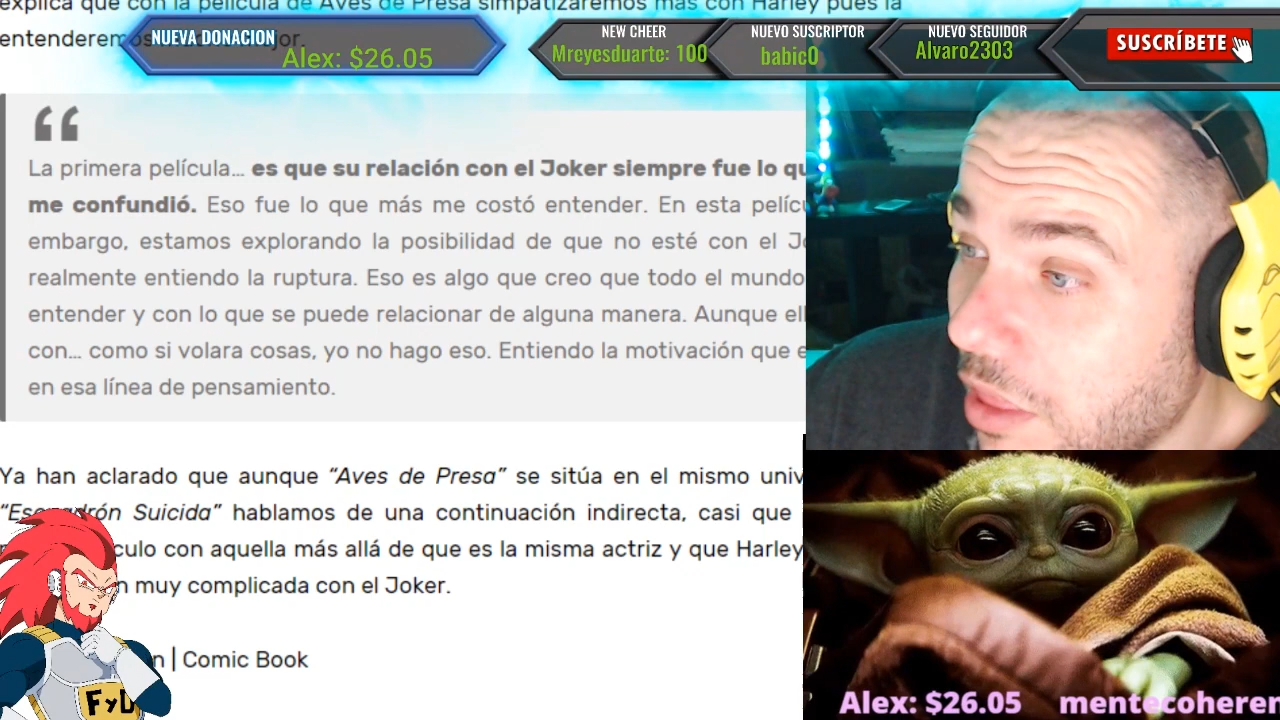 explica que con la película de Aves de Presa simpatizaremos más con Harley pues la
entenderemos
NUEVA DONACION
Alex: $26.05
NEW CHEER
Mreyesduarte: 100
NUEVO SUSCRIPTOR
babic0
NUEVO SEGUIDOR
Alvaro2303
SUSCRÍBETE
“
La primera película… es que su relación con el Joker siempre fue lo qu
me confundió. Eso fue lo que más me costó entender. En esta pelícu
embargo, estamos explorando la posibilidad de que no esté con el Jo
realmente entiendo la ruptura. Eso es algo que creo que todo el mundo
entender y con lo que se puede relacionar de alguna manera. Aunque ell
con… como si volara cosas, yo no hago eso. Entiendo la motivación que e
en esa línea de pensamiento.
Ya han aclarado que aunque “Aves de Presa” se sitúa en el mismo univ
“Escuadrón Suicida” hablamos de una continuación indirecta, casi que
culo con aquella más allá de que es la misma actriz y que Harley
n muy complicada con el Joker.
n | Comic Book
FyD
Alex: $26.05 mentecoheren